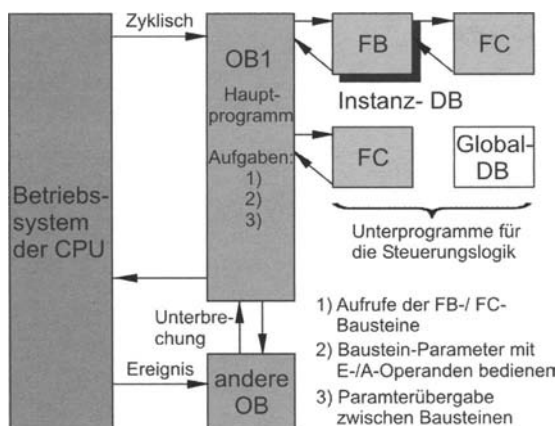 Zyklisch
OB1
Haupt-
programm
Aufgaben:
1)
2)
3)
FB
FC
Instanz- DB
FC
Global-
DB
Betriebs-
system
der CPU
Unterprogramme für
die Steuerungslogik
Unterbre-
chung
Ereignis
andere
OB
1) Aufrufe der FB-/ FC-
Bausteine
2) Baustein-Parameter mit
E-/A-Operanden bedienen
3) Paramterübergabe
zwischen Bausteinen